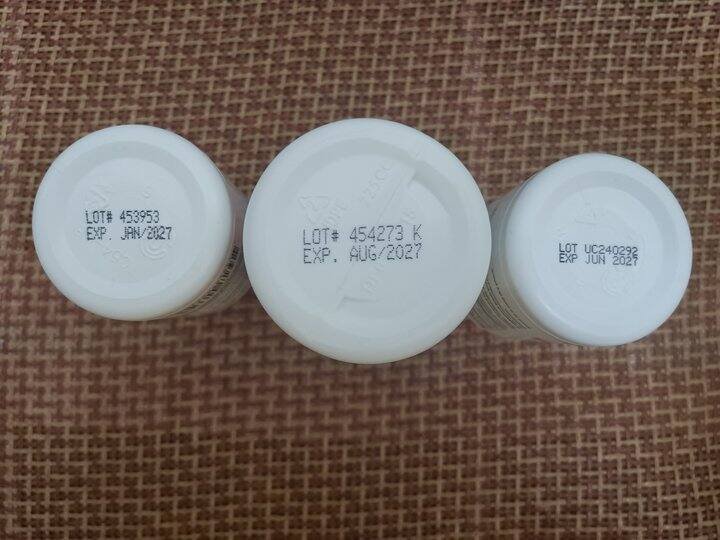 LOT# 453953
EXP. JAN/2027
LOT# 454273 K
EXP. AUG/2027
LOT UC240292
EXP JUN 2027